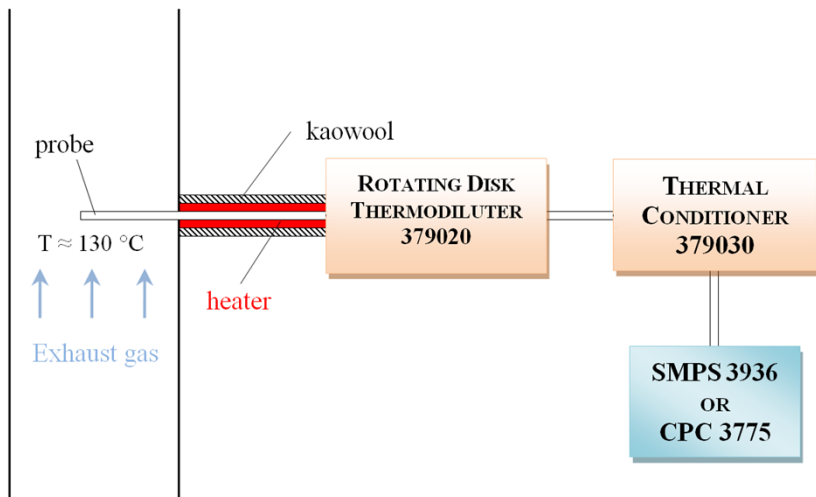 kaowool
probe
ROTATING DISK
THERMODILUTER
379020
THERMAL
CONDITIONER
379030
T ≈ 130 °C
heater
Exhaust gas
SMPS 3936
OR
CPC 3775